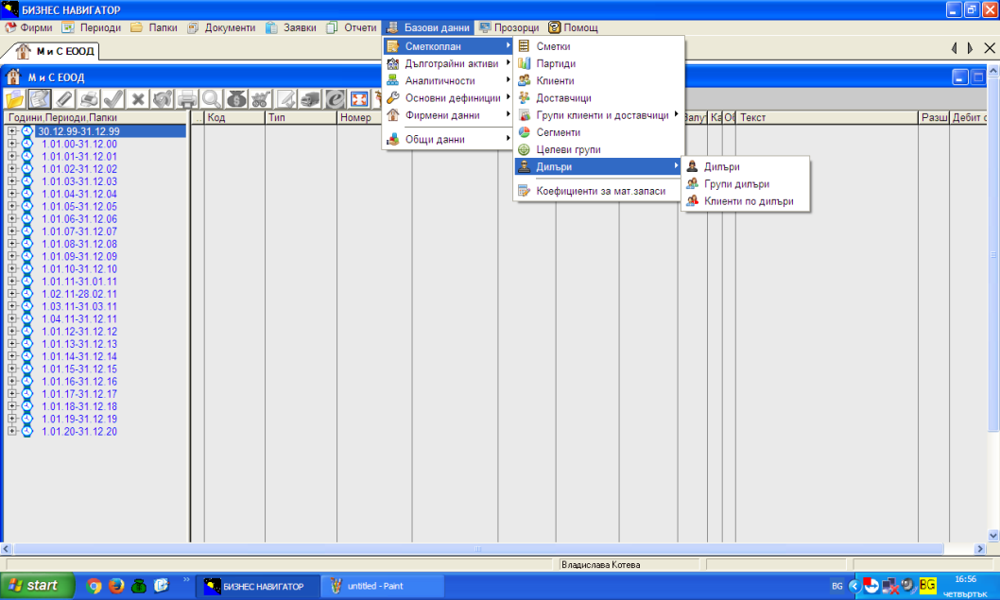 БИЗНЕС НАВИГАТОР
Фирми Периоди Папки Документи Заявки Отчети Базови данни Прозорци Помощ
М и С ЕООД
М и С ЕООД
Сметкоплан
Дълготрайни активи
Аналитичности
Основни дефиниции
Фирмени данни
Общи данни
Сметки
Партиди
Клиенти
Доставчици
Групи клиенти и доставчици
Сегменти
Целеви групи
Дилъри
Коефициенти за мат.запаси
Дилъри
Групи дилъри
Клиенти по дилъри
Години,Периоди,Папки ... Код Тип Номер Валу Ка Об Текст Разш Дебит с
30.12.99-31.12.99
1.01.00-31.12.00
1.01.01-31.12.01
1.01.02-31.12.02
1.01.03-31.12.03
1.01.04-31.12.04
1.01.05-31.12.05
1.01.06-31.12.06
1.01.07-31.12.07
1.01.08-31.12.08
1.01.09-31.12.09
1.01.10-31.12.10
1.01.11-31.01.11
1.02.11-28.02.11
1.03.11-31.03.11
1.04.11-31.12.11
1.01.12-31.12.12
1.01.13-31.12.13
1.01.14-31.12.14
1.01.15-31.12.15
1.01.16-31.12.16
1.01.17-31.12.17
1.01.18-31.12.18
1.01.19-31.12.19
1.01.20-31.12.20
Владислава Котева
start
БИЗНЕС НАВИГАТОР
untitled - Paint
BG
BG
16:56
четвъртък